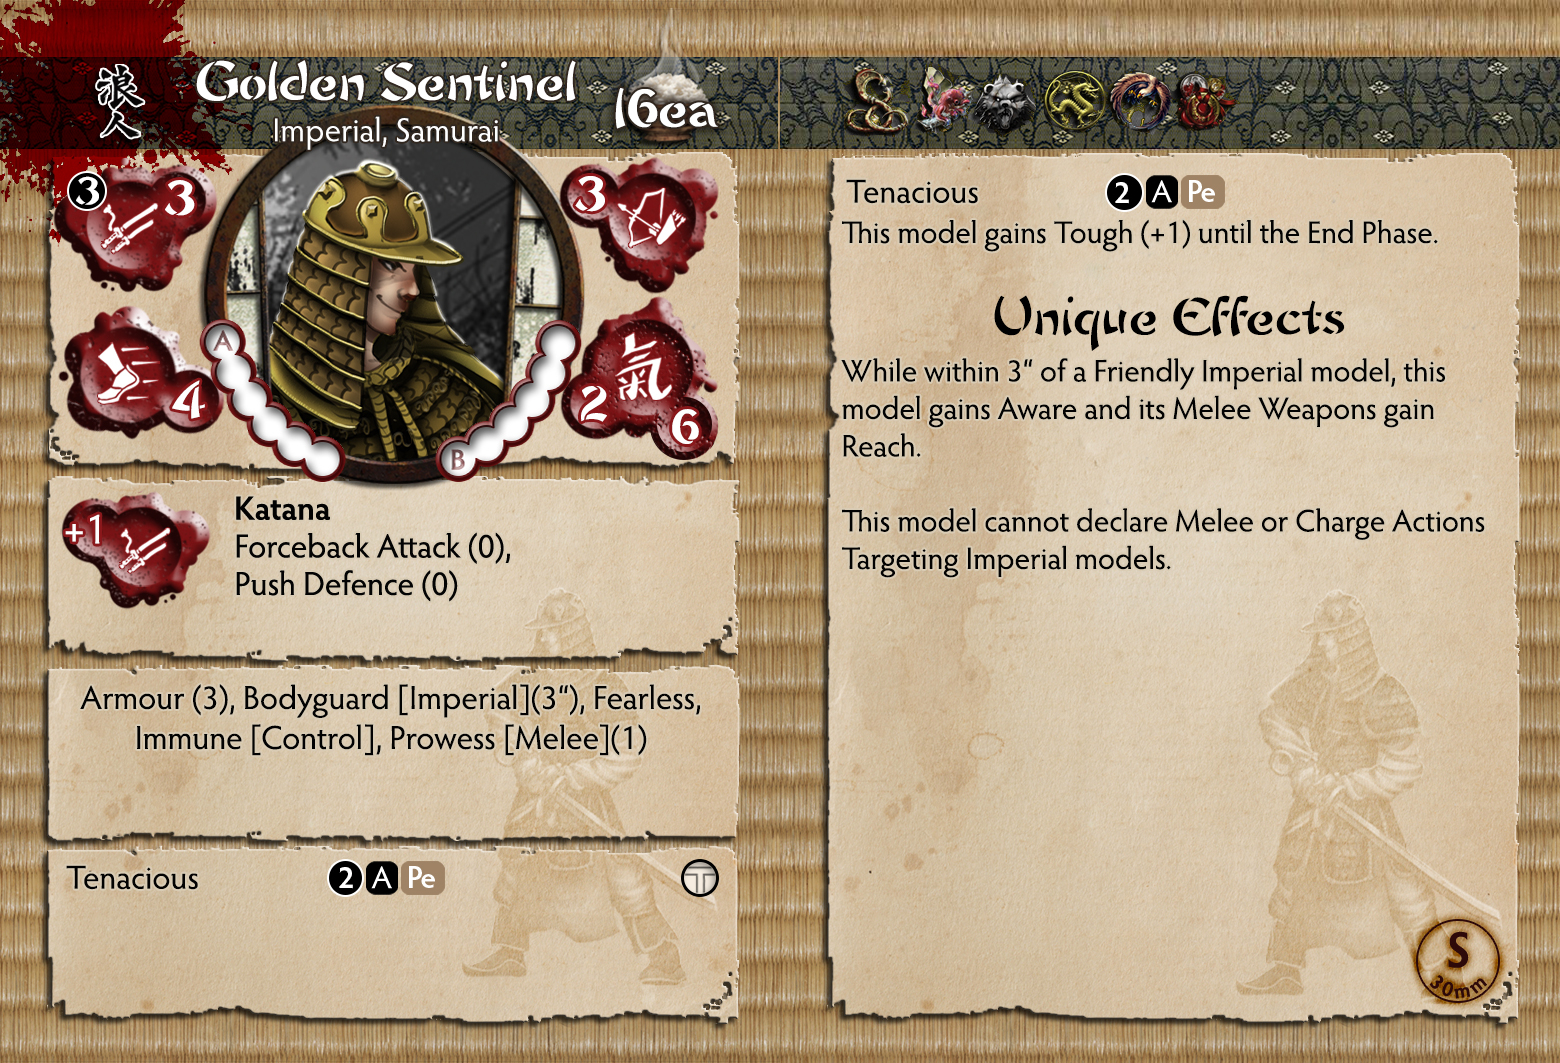 浪人
Golden Sentinel
16ea
Imperial, Samurai
3 3
3
4
A
B
氣
2 6
+1
Katana
Forceback Attack (0),
Push Defence (0)
Armour (3), Bodyguard [Imperial](3“), Fearless,
Immune [Control], Prowess [Melee](1)
Tenacious 2 A Pe T
Tenacious 2 A Pe
This model gains Tough (+1) until the End Phase.
Unique Effects
While within 3“ of a Friendly Imperial model, this
model gains Aware and its Melee Weapons gain
Reach.
This model cannot declare Melee or Charge Actions
Targeting Imperial models.
S
30mm